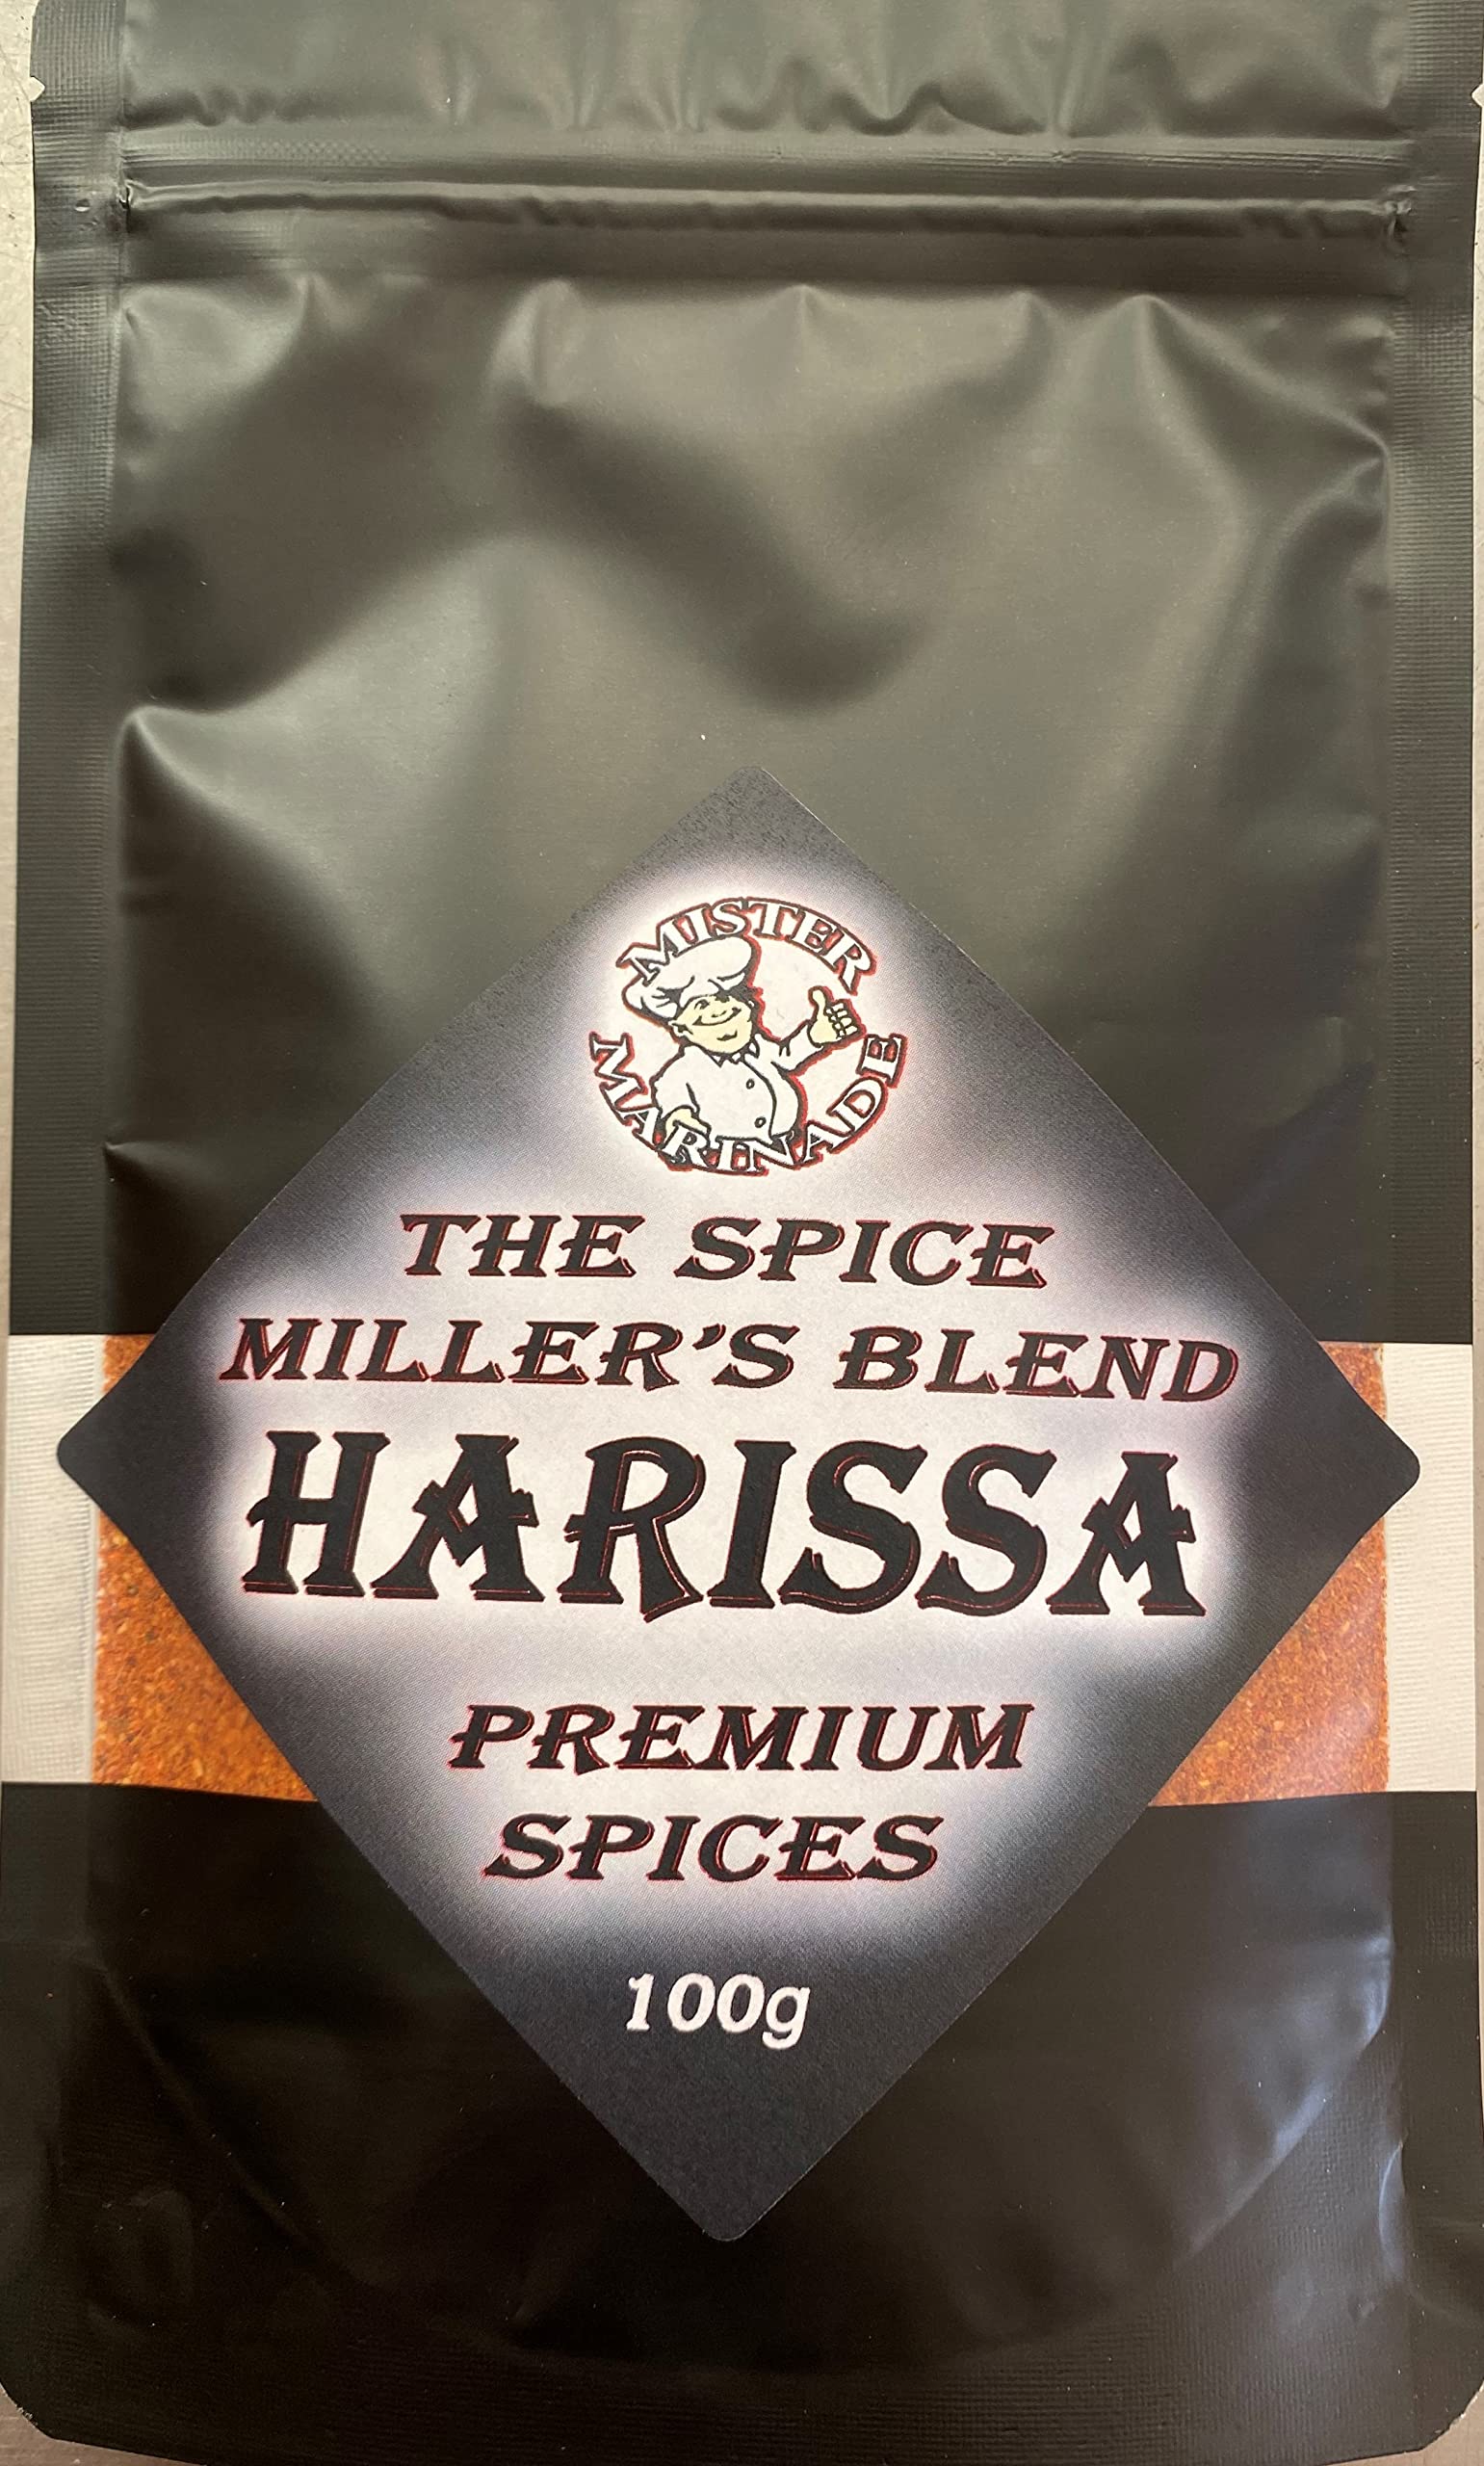 MISTER
MARINADE
THE SPICE
MILLER'S BLEND
HARISSA
PREMIUM
SPICES
100g